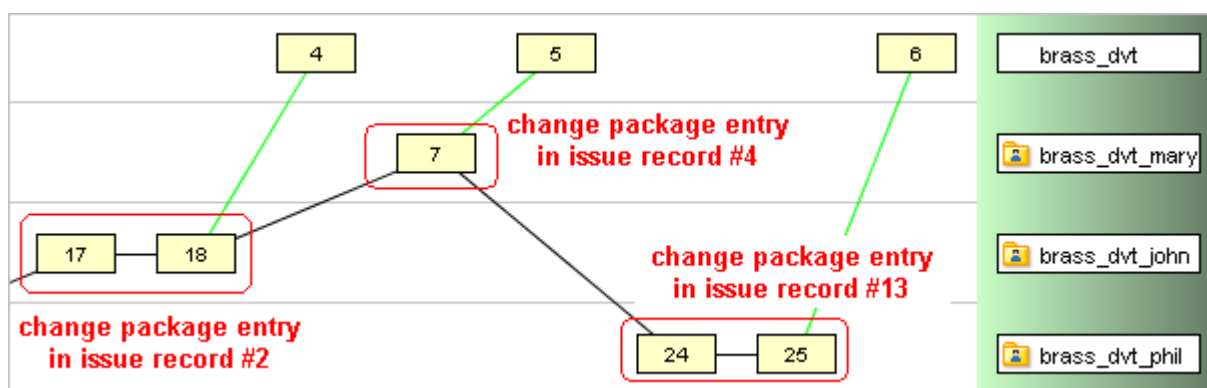 4
5
6
brass_dvt
change package entry
in issue record #4
7
brass_dvt_mary
17
18
change package entry
in issue record #13
brass_dvt_john
change package entry
in issue record #2
24
25
brass_dvt_phil